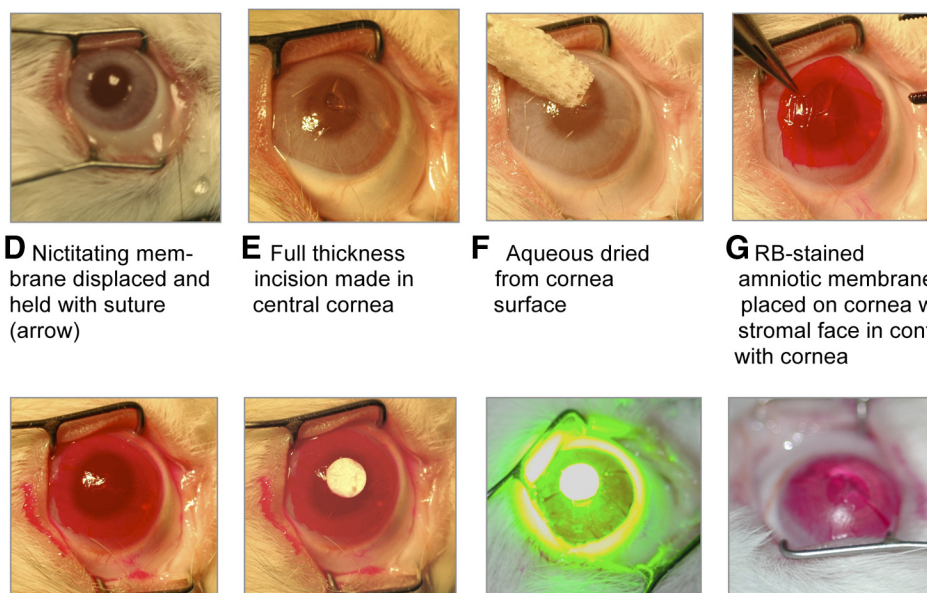 D Nictitating mem-
brane displaced and
held with suture
(arrow)
E Full thickness
incision made in
central cornea
F Aqueous dried
from cornea
surface
G RB-stained
amniotic membrane
placed on cornea w
stromal face in con
with cornea